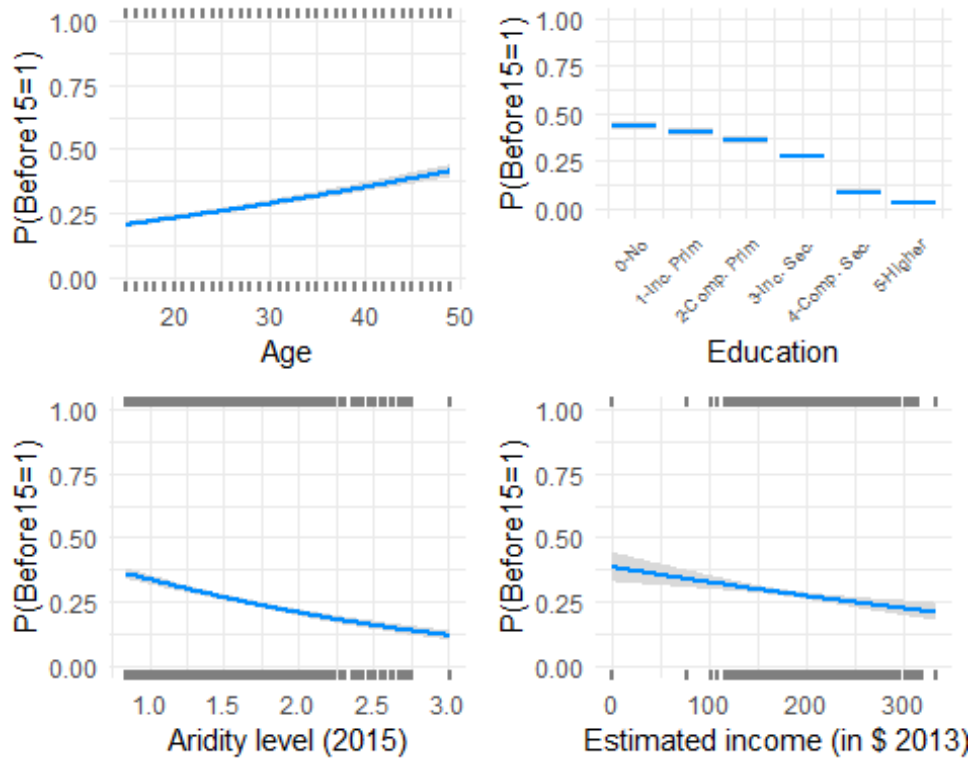 P(Before15=1)
1.00
0.75
0.50
0.25
0.00
20 30 40 50
Age
P(Before15=1)
1.00
0.75
0.50
0.25
0.00
0-No
1-Inc. Prim
2-Comp. Prim
3-Inc. Sec.
4-Comp. Sec.
5-Higher
Education
P(Before15=1)
1.00
0.75
0.50
0.25
0.00
1.0 1.5 2.0 2.5 3.0
Aridity level (2015)
P(Before15=1)
1.00
0.75
0.50
0.25
0.00
0 100 200 300
Estimated income (in $ 2013)